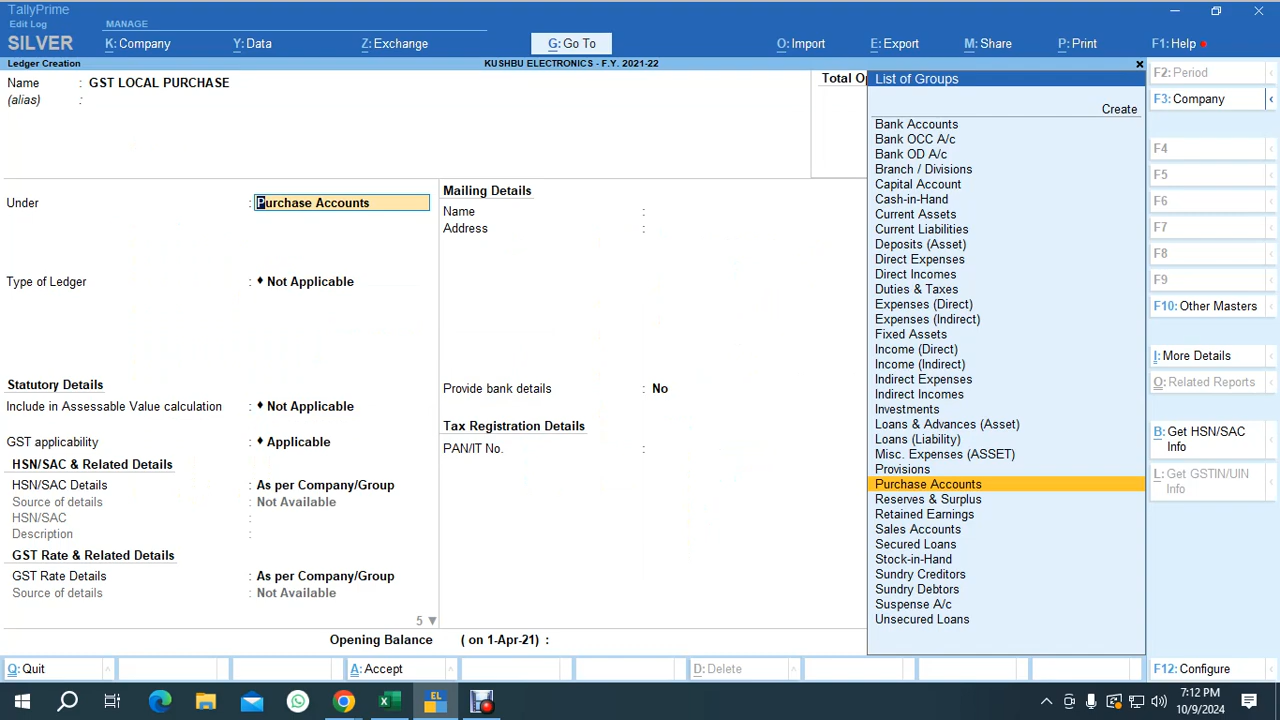 TallyPrime
Edit Log
MANAGE
SILVER
K: Company
Y: Data
Z: Exchange
G: Go To
O: Import
E: Export
M: Share
P: Print
F1: Help
Ledger Creation
KUSHBU ELECTRONICS - F.Y. 2021-22
Name : GST LOCAL PURCHASE
(alias) :
Total Op
Under : Purchase Accounts
Type of Ledger : ♦ Not Applicable
Statutory Details
Include in Assessable Value calculation : ♦ Not Applicable
GST applicability : ♦ Applicable
HSN/SAC & Related Details
HSN/SAC Details : As per Company/Group
Source of details : Not Available
HSN/SAC :
Description :
GST Rate & Related Details
GST Rate Details : As per Company/Group
Source of details : Not Available
5 ▼
Mailing Details
Name :
Address :
Provide bank details : No
Tax Registration Details
PAN/IT No. :
Opening Balance ( on 1-Apr-21) :
List of Groups
Create
Bank Accounts
Bank OCC A/c
Bank OD A/c
Branch / Divisions
Capital Account
Cash-in-Hand
Current Assets
Current Liabilities
Deposits (Asset)
Direct Expenses
Direct Incomes
Duties & Taxes
Expenses (Direct)
Expenses (Indirect)
Fixed Assets
Income (Direct)
Income (Indirect)
Indirect Expenses
Indirect Incomes
Investments
Loans & Advances (Asset)
Loans (Liability)
Misc. Expenses (ASSET)
Provisions
Purchase Accounts
Reserves & Surplus
Retained Earnings
Sales Accounts
Secured Loans
Stock-in-Hand
Sundry Creditors
Sundry Debtors
Suspense A/c
Unsecured Loans
F2: Period
F3: Company
F4
F5
F6
F7
F8
F9
F10: Other Masters
I: More Details
O: Related Reports
B: Get HSN/SAC
Info
L: Get GSTIN/UIN
Info
Q: Quit
A: Accept
D: Delete
F12: Configure
EL
7:12 PM
10/9/2024